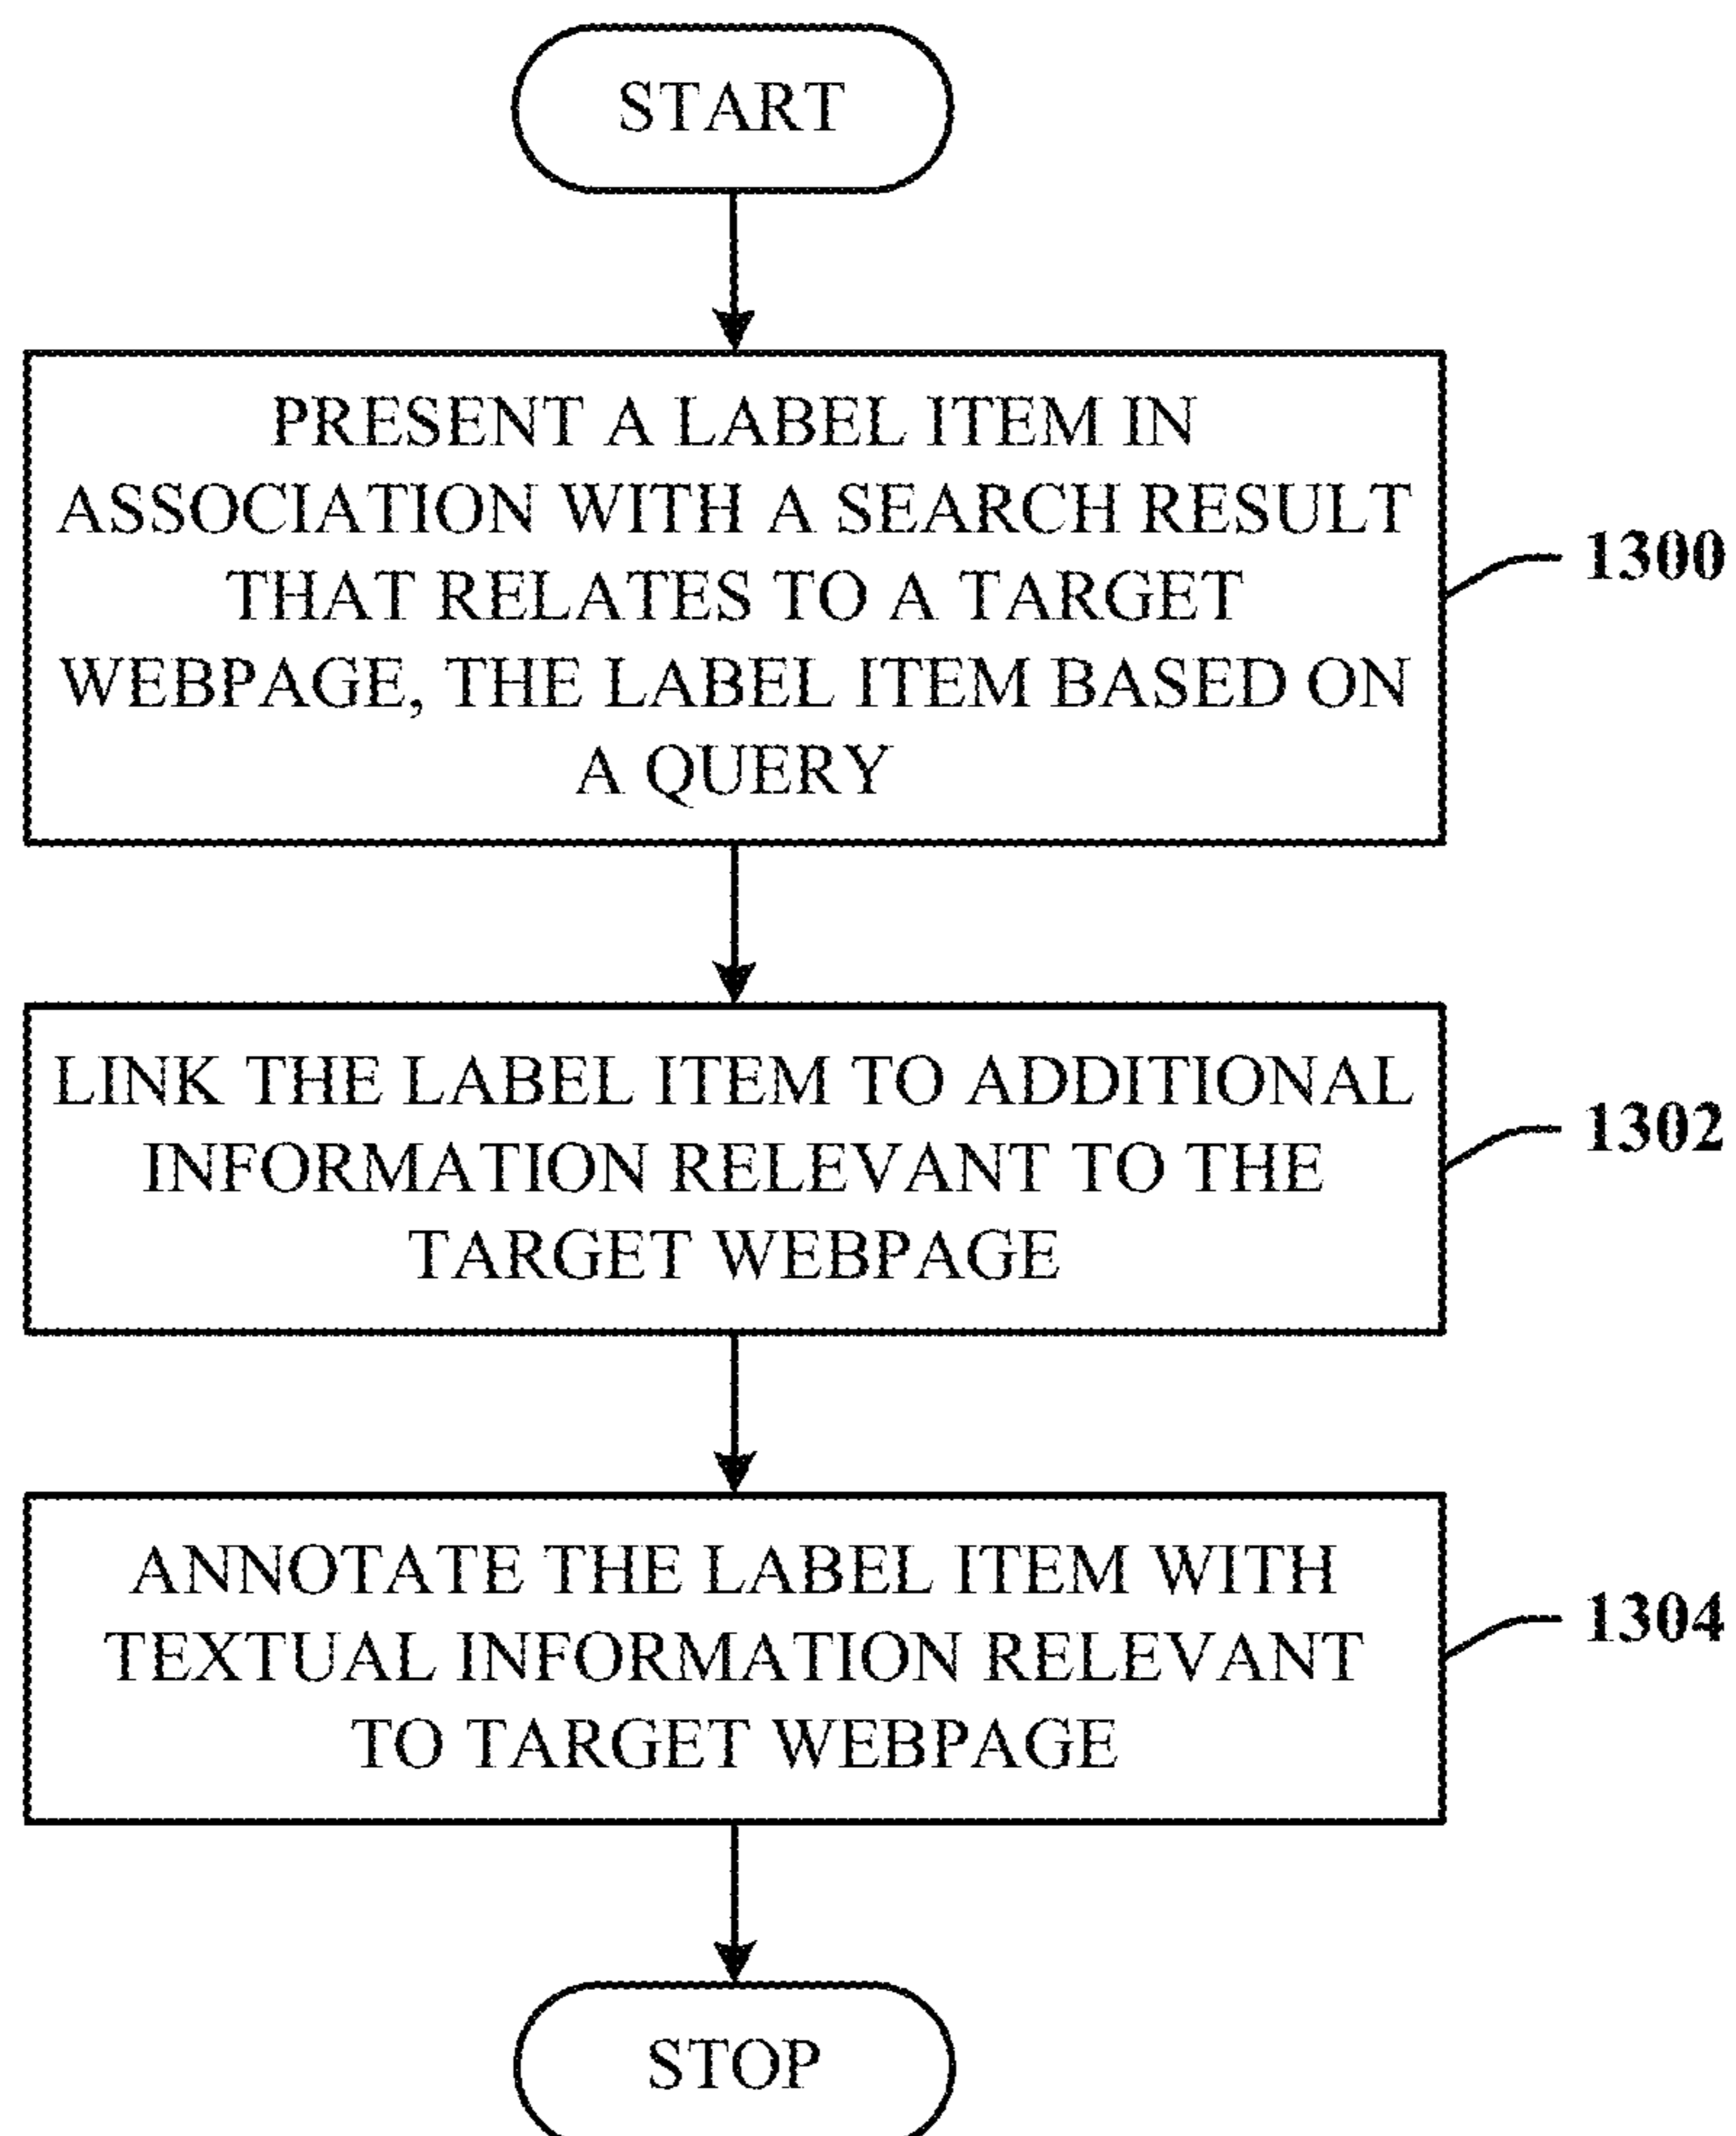 START
PRESENT A LABEL ITEM IN
ASSOCIATION WITH A SEARCH RESULT
THAT RELATES TO A TARGET
WEBPAGE, THE LABEL ITEM BASED ON
A QUERY
1300
LINK THE LABEL ITEM TO ADDITIONAL
INFORMATION RELEVANT TO THE
TARGET WEBPAGE
1302
ANNOTATE THE LABEL ITEM WITH
TEXTUAL INFORMATION RELEVANT
TO TARGET WEBPAGE
1304
STOP